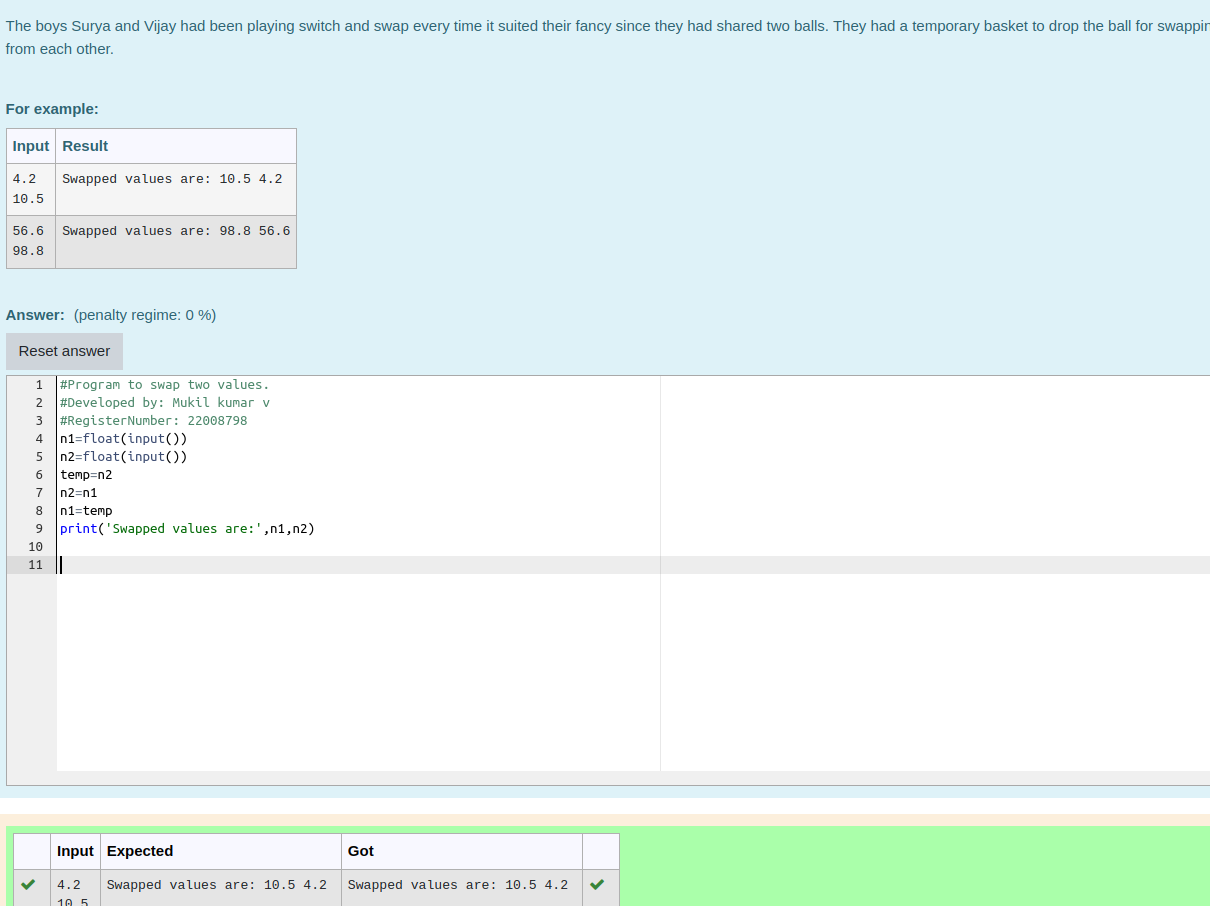 The boys Surya and Vijay had been playing switch and swap every time it suited their fancy since they had shared two balls. They had a temporary basket to drop the ball for
from each other.
For example:
Input Result
4.2 Swapped values are: 10.5 4.2
10.5
56.6 Swapped values are: 98.8 56.6
98.8
Answer: (penalty regime: 0 %)
Reset answer
1 #Program to swap two values.
2 #Developed by: Mukil kumar v
3 #RegisterNumber: 22008798
4 n1=float(input())
5 n2=float(input())
6 temp=n2
7 n2=n1
8 n1=temp
9 print('Swapped values are:',n1,n2)
10
11
Input Expected Got
4.2 Swapped values are: 10.5 4.2 Swapped values are: 10.5 4.2
10.5